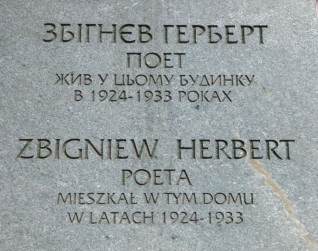 ЗБІГНЄВ ГЕРБЕРТ
ПОЕТ
ЖИВ У ЦЬОМУ БУДИНКУ
В 1924-1933 РОКАХ
ZBIGNIEW HERBERT
POETA
MIESZKAŁ W TYM DOMU
W LATACH 1924-1933